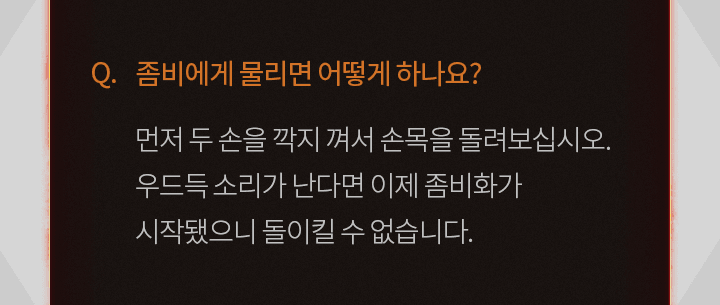 Q. 좀비에게 물리면 어떻게 하나요?
먼저 두 손을 깍지 껴서 손목을 돌려보십시오.
우드득 소리가 난다면 이제 좀비화가
시작됐으니 돌이킬 수 없습니다.